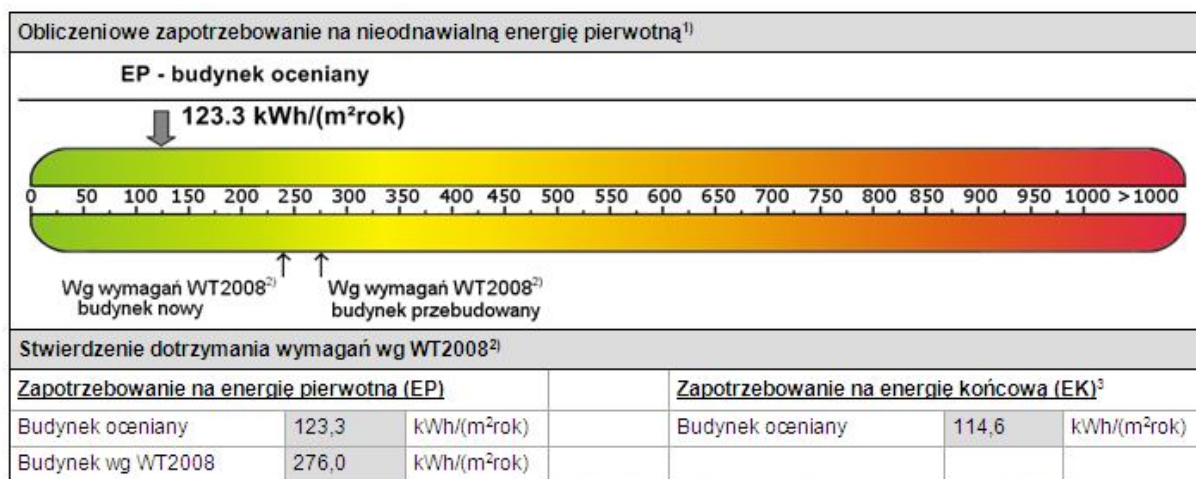 Obliczeniowe zapotrzebowanie na nieodnawialną energię pierwotną¹⁾
EP - budynek oceniany
123.3 kWh/(m²rok)
0 50 100 150 200 250 300 350 400 450 500 550 600 650 700 750 800 850 900 950 1000 >1000
Wg wymagań WT2008²⁾
budynek nowy
Wg wymagań WT2008²⁾
budynek przebudowany
Stwierdzenie dotrzymania wymagań wg WT2008²⁾
Zapotrzebowanie na energię pierwotną (EP) Zapotrzebowanie na energię końcową (EK)³
Budynek oceniany 123,3 kWh/(m²rok) Budynek oceniany 114,6 kWh/(m²rok)
Budynek wg WT2008 276,0 kWh/(m²rok)